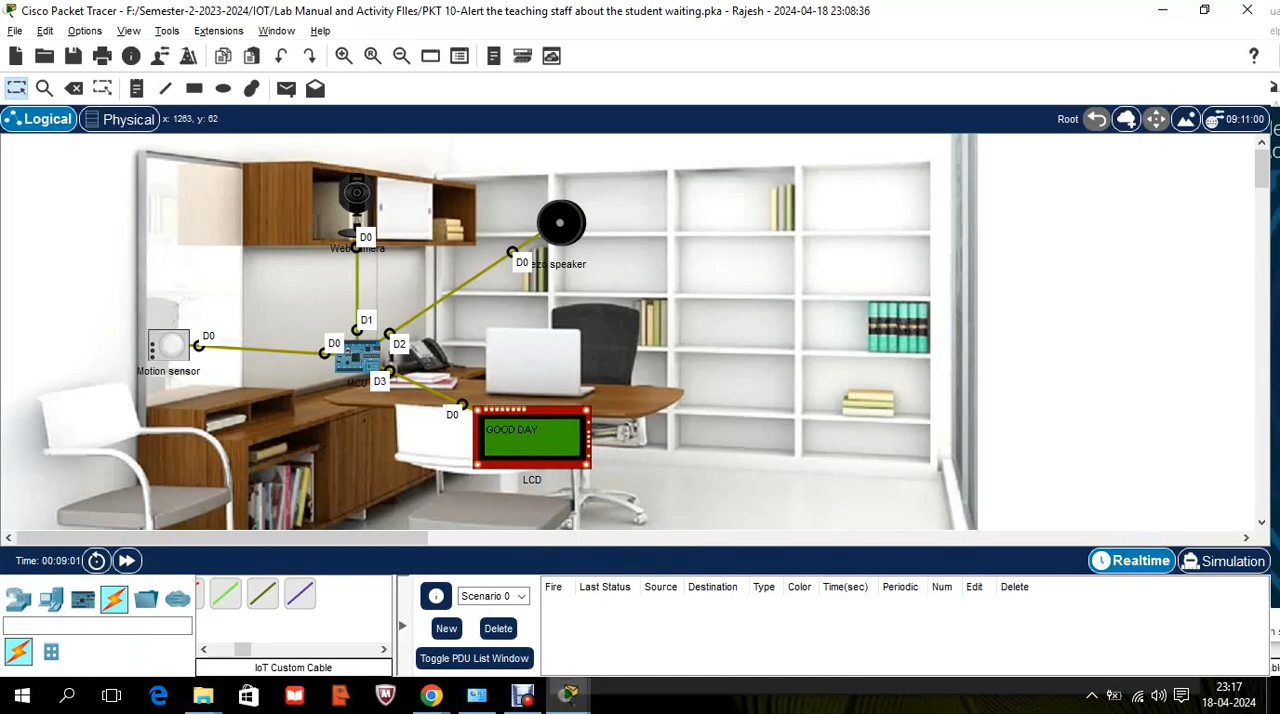 Cisco Packet Tracer - F:/Semester-2-2023-2024/IOT/Lab Manual and Activity FIles/PKT 10-Alert the teaching staff about the student waiting.pka - Rajesh - 2024-04-18 23:08:36
File Edit Options View Tools Extensions Window Help
Logical Physical x: 1263, y: 62 Root 09:11:00
D0
Web camera
D0
D1
D0
D0
D2
Motion sensor
MCU
D3
D0
GOOD DAY
LCD
Time: 00:09:01 Realtime Simulation
Scenario 0 Fire Last Status Source Destination Type Color Time(sec) Periodic Num Edit Delete
New Delete
Toggle PDU List Window
IoT Custom Cable
23:17
18-04-2024